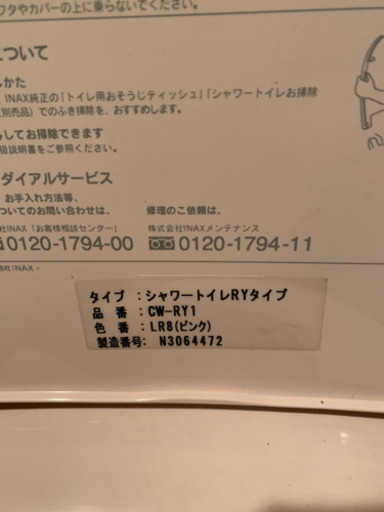 フタやカバーの上に乗らないでください。
について
しかた
INAX純正の「トイレ用おそうじティッシュ」「シャワートイレお掃除
別売品）でのふき掃除を、おすすめします。
してお掃除できます
扱説明書をご参照ください。
ダイアルサービス
お手入れ方法等、
ついてのお問い合わせは、
修理のご依頼は、
INAX「お客様相談センター」
株式会社INAXメンテナンス
0120-1794-00
0120-1794-11
INAX
タイプ :シャワートイレRYタイプ
品 番 :CW-RY1
色 番 :LR8(ピンク)
製造番号: N3064472